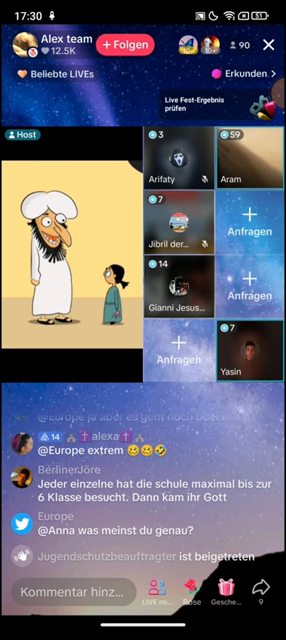 17:30
51
Alex team
12.5K
+ Folgen
90
Beliebte LIVEs
Erkunden >
Live Fest-Ergebnis
prüfen
Host
3
Arifaty
59
Aram
7
Jibril der...
+
Anfragen
14
Gianni Jesus...
+
Anfragen
+
Anfragen
7
Yasin
@Europe ja aber es geht noch
14 alexa
@Europe extrem
BerlinerJöre
Jeder einzelne hat die schule maximal bis zur
6 Klasse besucht. Dann kam ihr Gott
Europe
@Anna was meinst du genau?
Jugendschutzbeauftragter ist beigetreten
Kommentar hinz...
LIVE mi...
Rose
Gesche...
9